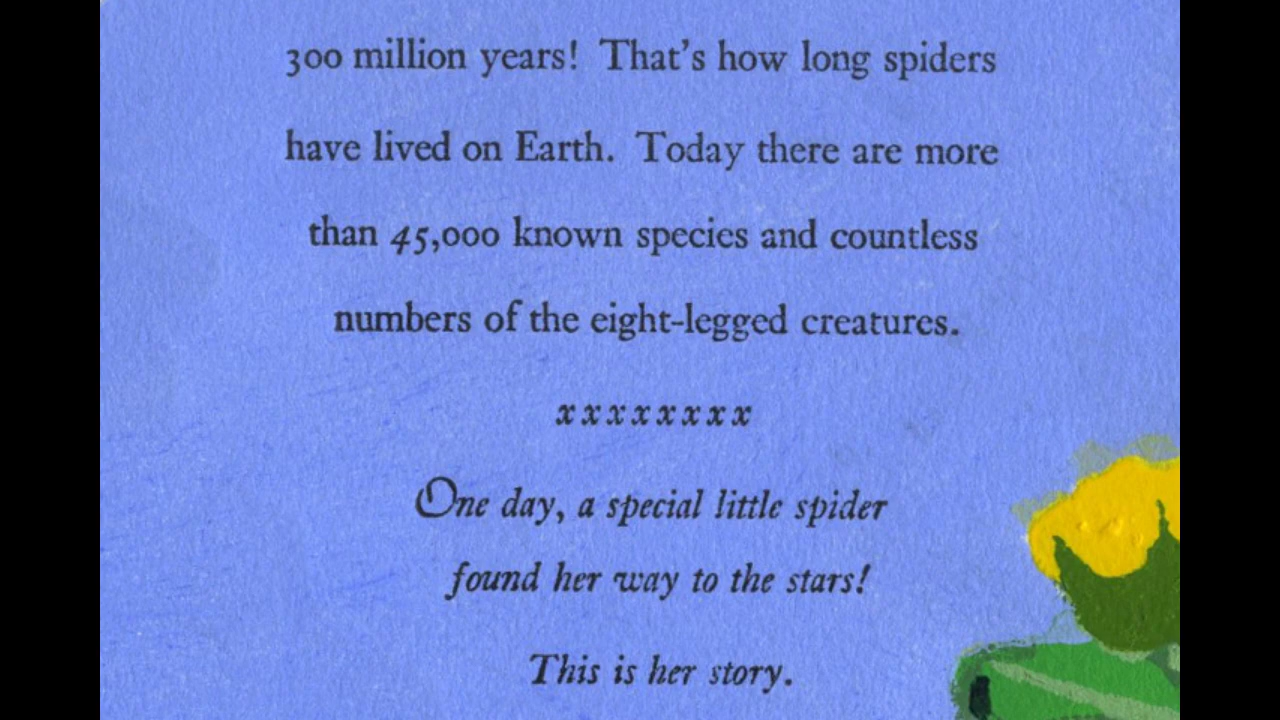 300 million years! That's how long spiders
have lived on Earth. Today there are more
than 45,000 known species and countless
numbers of the eight-legged creatures.
x x x x x x x x
One day, a special little spider
found her way to the stars!
This is her story.